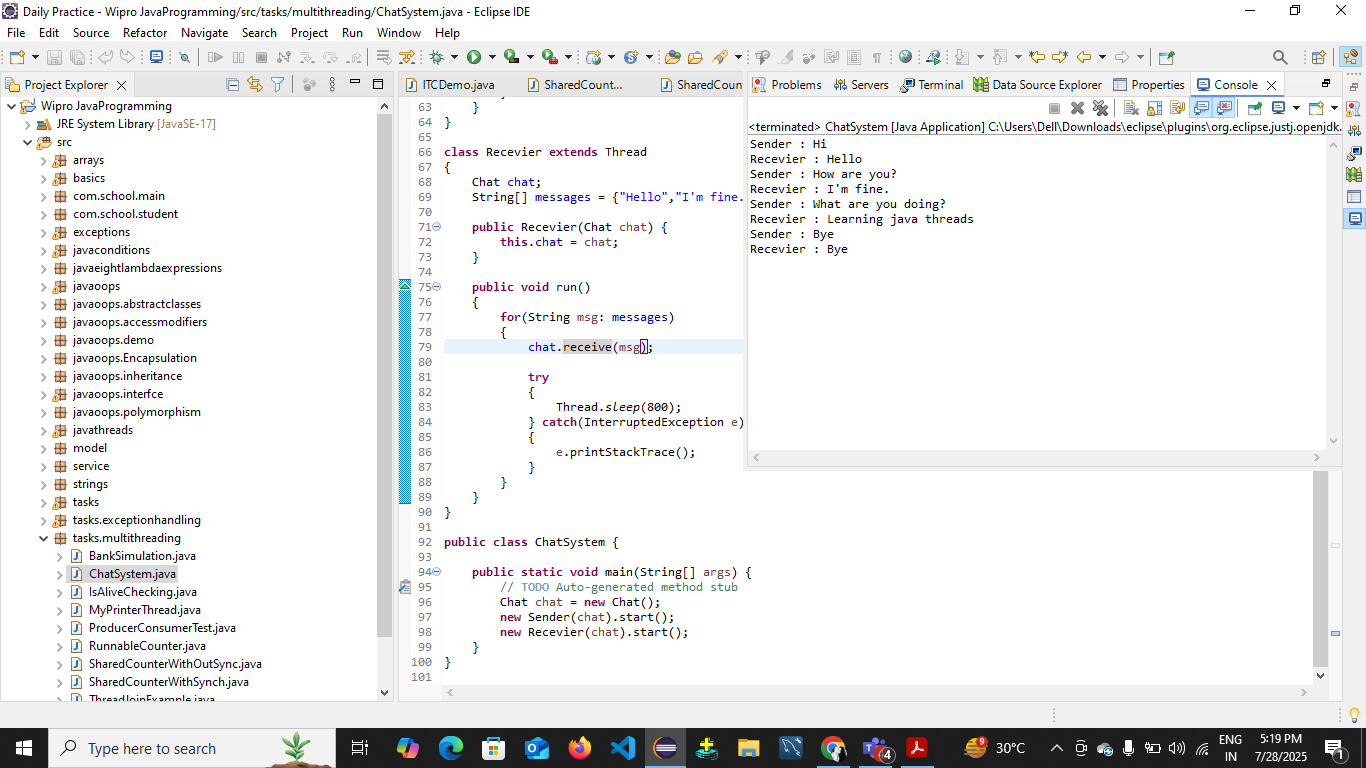 Daily Practice - Wipro JavaProgramming/src/tasks/multithreading/ChatSystem.java - Eclipse IDE
File Edit Source Refactor Navigate Search Project Run Window Help
Project Explorer
Wipro JavaProgramming
JRE System Library [JavaSE-17]
src
arrays
basics
com.school.main
com.school.student
exceptions
javaconditions
javaeightlambdaexpressions
javaoops
javaoops.abstractclasses
javaoops.accessmodifiers
javaoops.demo
javaoops.Encapsulation
javaoops.inheritance
javaoops.interfce
javaoops.polymorphism
javathreads
model
service
strings
tasks
tasks.exceptionhandling
tasks.multithreading
BankSimulation.java
ChatSystem.java
IsAliveChecking.java
MyPrinterThread.java
ProducerConsumerTest.java
RunnableCounter.java
SharedCounterWithOutSync.java
SharedCounterWithSynch.java
ThreadJoinExample.java
ITCDemo.java SharedCount... SharedCoun
63 }
64 }
65
66 class Recevier extends Thread
67 {
68 Chat chat;
69 String[] messages = {"Hello","I'm fine.
70
71 public Recevier(Chat chat) {
72 this.chat = chat;
73 }
74
75 public void run()
76 {
77 for(String msg: messages)
78 {
79 chat.receive(msg);
80
81 try
82 {
83 Thread.sleep(800);
84 } catch(InterruptedException e)
85 {
86 e.printStackTrace();
87 }
88 }
89 }
90 }
91
92 public class ChatSystem {
93
94 public static void main(String[] args) {
95 // TODO Auto-generated method stub
96 Chat chat = new Chat();
97 new Sender(chat).start();
98 new Recevier(chat).start();
99 }
100 }
101
Problems Servers Terminal Data Source Explorer Properties Console
<terminated> ChatSystem [Java Application] C:\Users\Dell\Downloads\eclipse\plugins\org.eclipse.justj.openjdk.
Sender : Hi
Recevier : Hello
Sender : How are you?
Recevier : I'm fine.
Sender : What are you doing?
Recevier : Learning java threads
Sender : Bye
Recevier : Bye
Type here to search
4
9
30°C
ENG
IN
5:19 PM
7/28/2025
1